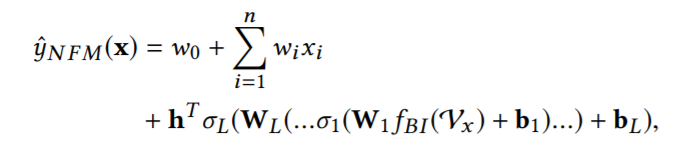 ŷ_{NFM}(𝐱) = w_0 + \sum_{i=1}^{n} w_i x_i
+ 𝐡^T σ_L(𝐖_L(...σ_1(𝐖_1 f_{BI}(𝒱_x) + 𝐛_1)...) + 𝐛_L),